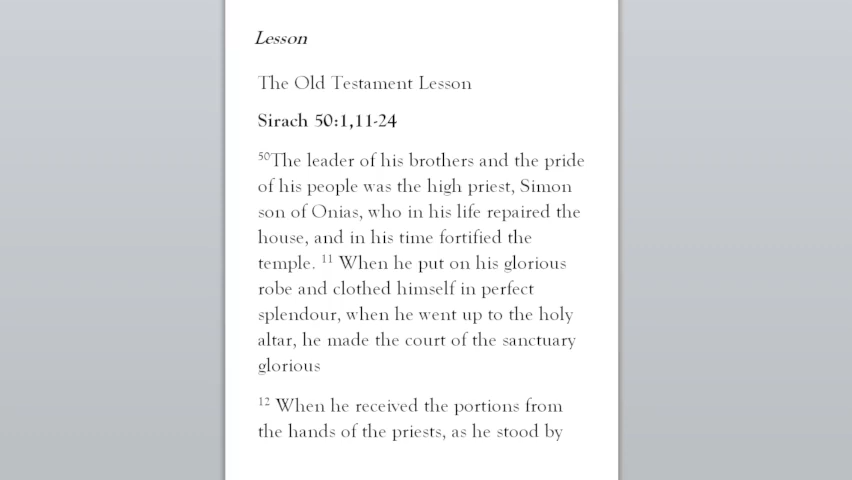 Lesson
The Old Testament Lesson
Sirach 50:1,11-24
50The leader of his brothers and the pride
of his people was the high priest, Simon
son of Onias, who in his life repaired the
house, and in his time fortified the
temple. 11 When he put on his glorious
robe and clothed himself in perfect
splendour, when he went up to the holy
altar, he made the court of the sanctuary
glorious
12 When he received the portions from
the hands of the priests, as he stood by